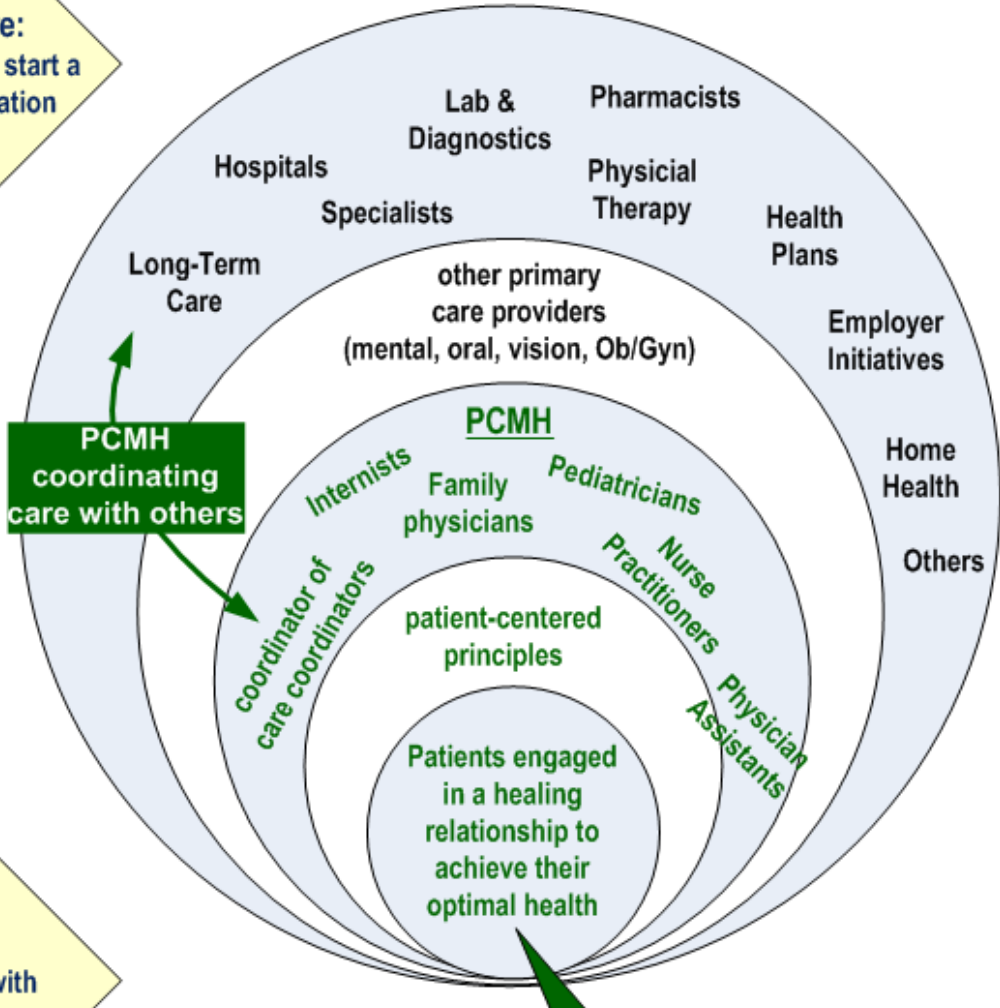 e:
start a
ation
Lab &
Diagnostics
Pharmacists
Hospitals
Specialists
Physicial
Therapy
Health
Plans
Long-Term
Care
other primary
care providers
(mental, oral, vision, Ob/Gyn)
Employer
Initiatives
PCMH
coordinating
care with others
PCMH
Internists
Family
physicians
Pediatricians
Home
Health
Others
Nurse
Practitioners
coordinator of
care coordinators
patient-centered
principles
Physician
Assistants
Patients engaged
in a healing
relationship to
achieve their
optimal health
with